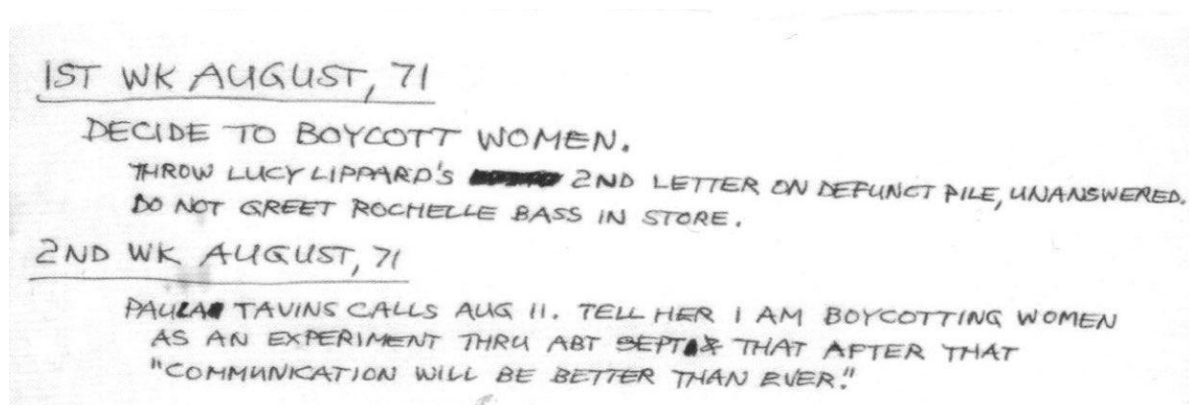 1ST WK AUGUST, 71
DECIDE TO BOYCOTT WOMEN.
THROW LUCY LIPPARD'S 2ND LETTER ON DEFUNCT PILE, UNANSWERED.
DO NOT GREET ROCHELLE BASS IN STORE.
2ND WK AUGUST, 71
PAULA TAVINS CALLS AUG 11. TELL HER I AM BOYCOTTING WOMEN
AS AN EXPERIMENT THRU ABT SEPT & THAT AFTER THAT
"COMMUNICATION WILL BE BETTER THAN EVER."